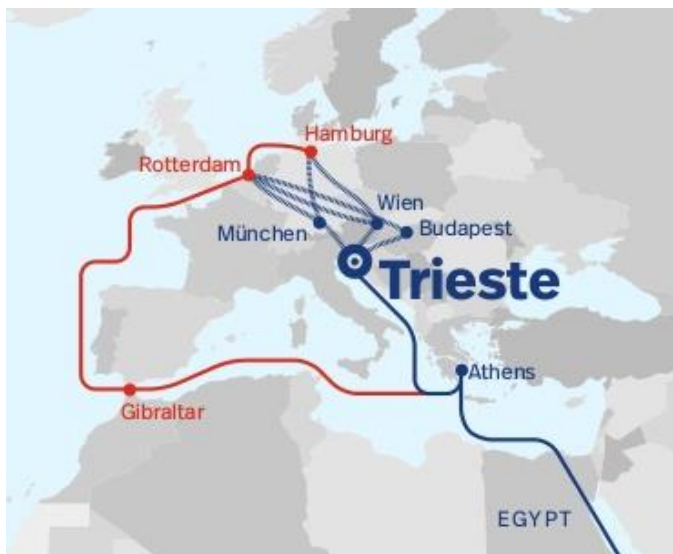 Hamburg
Rotterdam
Wien
München
Budapest
Trieste
Athens
Gibraltar
EGYPT